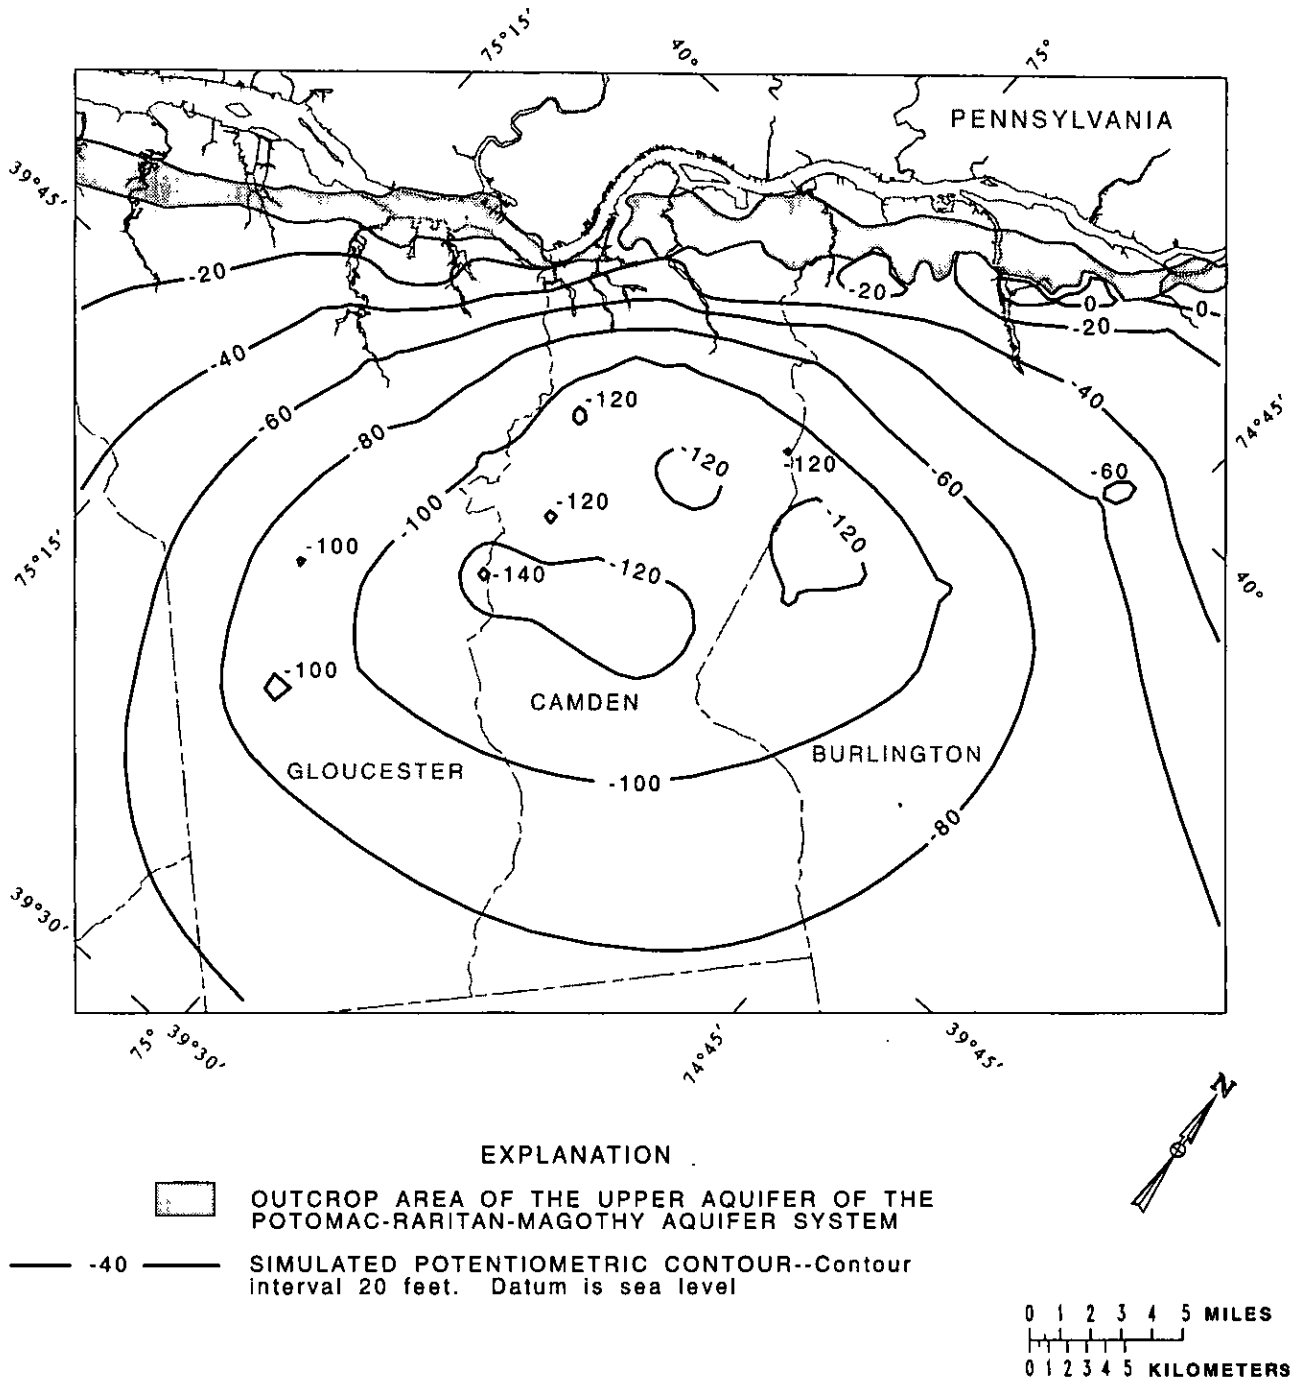 75°15′
40°
75°
PENNSYLVANIA
39°45′
-20
-20
0
0
-20
-40
-40
-60
-120
-80
74°45′
-120
-120
-60
-60
-120
-100
-120
75°15′
-100
-140
-120
40°
-100
CAMDEN
BURLINGTON
GLOUCESTER
-100
-80
39°30′
75°
39°30′
74°45′
39°45′
N
EXPLANATION
OUTCROP AREA OF THE UPPER AQUIFER OF THE
POTOMAC-RARITAN-MAGOTHY AQUIFER SYSTEM
-40 SIMULATED POTENTIOMETRIC CONTOUR--Contour
interval 20 feet. Datum is sea level
0 1 2 3 4 5 MILES
0 1 2 3 4 5 KILOMETERS